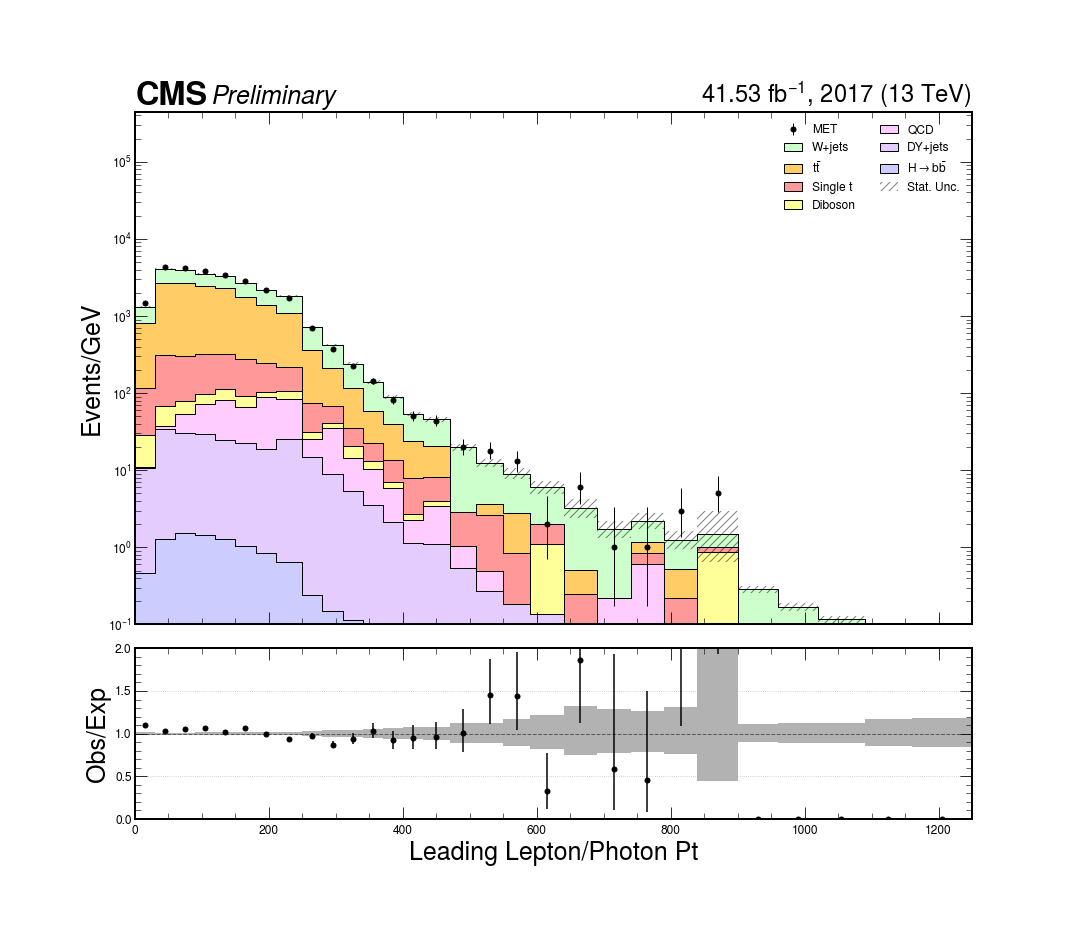 CMS Preliminary
41.53 fb⁻¹, 2017 (13 TeV)
MET
W+jets
tt̄
Single t
Diboson
QCD
DY+jets
H→bb̄
Stat. Unc.
Events/GeV
10⁵
10⁴
10³
10²
10¹
10⁰
10⁻¹
Obs/Exp
2.0
1.5
1.0
0.5
0.0
0 200 400 600 800 1000 1200
Leading Lepton/Photon Pt